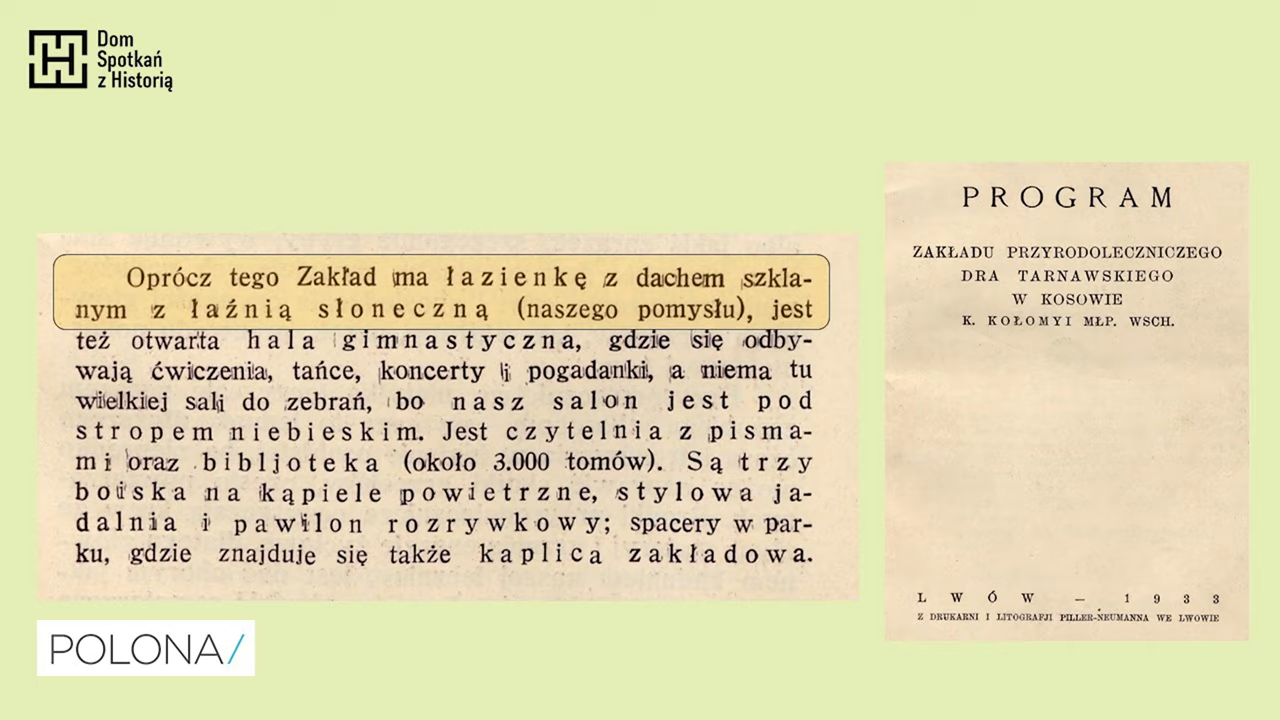 Dom
Spotkań
z Historią
Oprócz tego Zakład ma łazienkę z dachem szkla-
nym z łaźnią słoneczną (naszego pomysłu), jest
też otwarta hala gimnastyczna, gdzie się odby-
wają ćwiczenia, tańce, koncerty i pogadanki, a niema tu
wielkiej sali do zebrań, bo nasz salon jest pod
stropem niebieskim. Jest czytelnia z pisma-
mi oraz bibljoteka (około 3.000 tomów). Są trzy
boiska na kąpiele powietrzne, stylowa ja-
dalnia i pawilon rozrywkowy; spacery w par-
ku, gdzie znajduje się także kaplica zakładowa.
POLONA/
PROGRAM
ZAKŁADU PRZYRODOLECZNICZEGO
DRA TARNAWSKIEGO
W KOSOWIE
K. KOŁOMYI MŁP. WSCH.
LWÓW — 1933
Z DRUKARNI I LITOGRAFJI PILLER-NEUMANNA WE LWOWIE